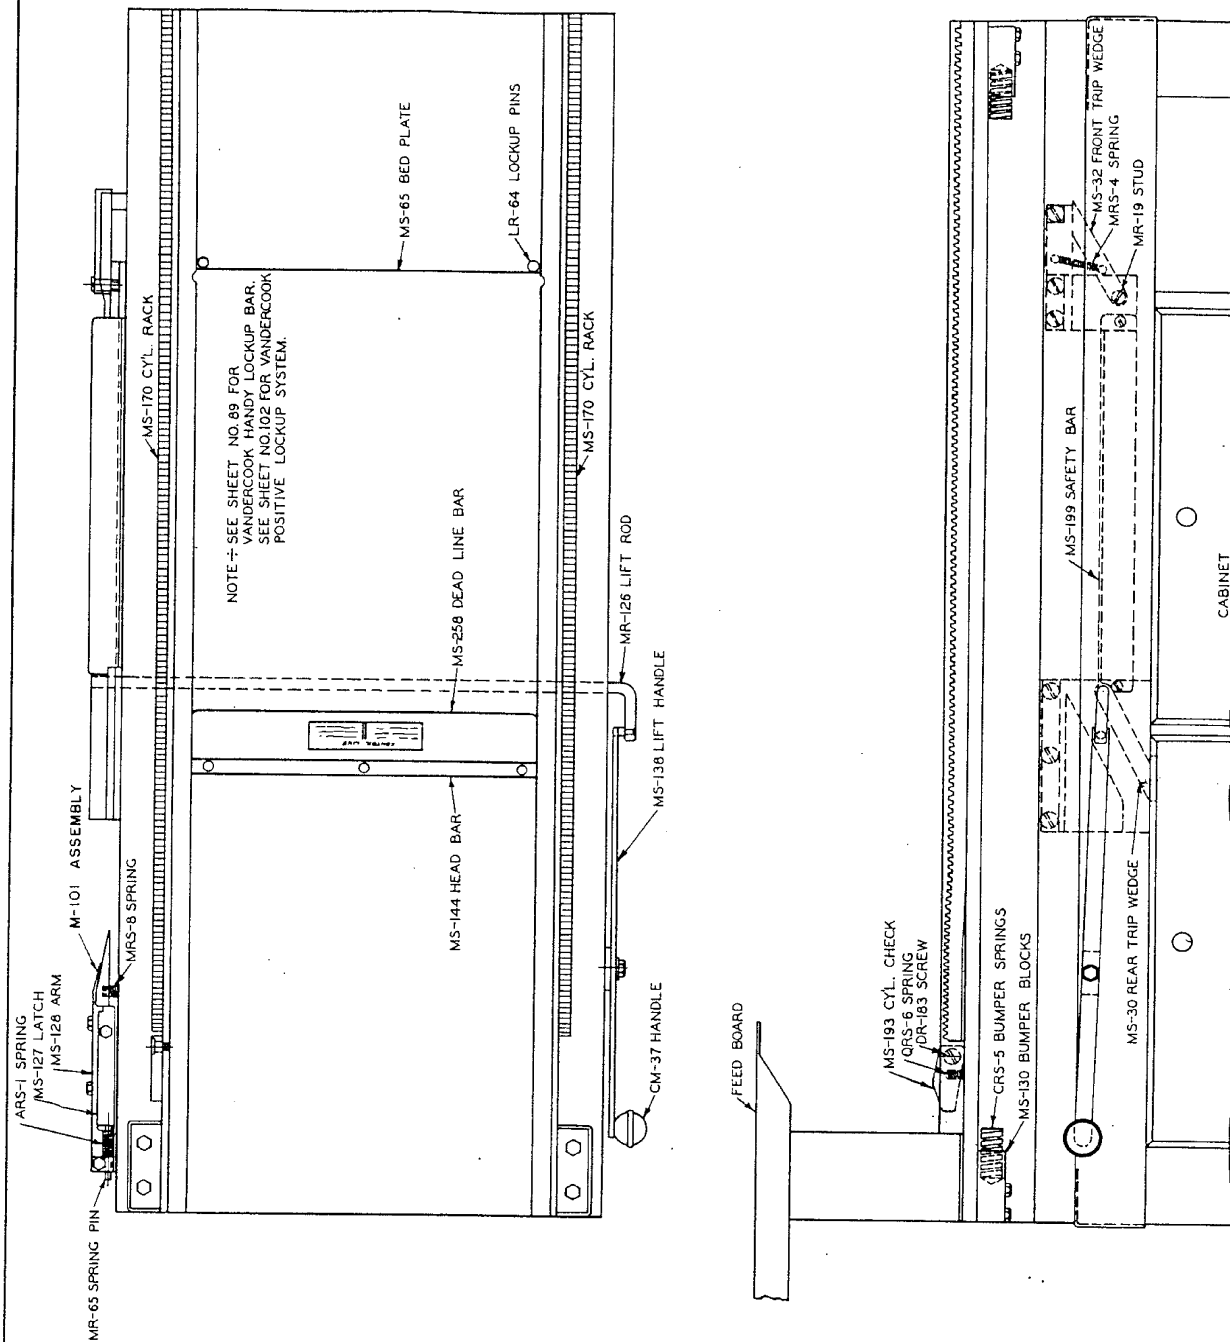 MR-65 SPRING PIN
ARS-1 SPRING
MS-127 LATCH
MS-128 ARM
M-101 ASSEMBLY
MRS-8 SPRING
MS-170 CYL. RACK
NOTE÷SEE SHEET NO.89 FOR
VANDERCOOK HANDY LOCKUP BAR.
SEE SHEET NO.102 FOR VANDERCOOK
POSITIVE LOCKUP SYSTEM.
MS-65 BED PLATE
LR-64 LOCKUP PINS
MS-144 HEAD BAR
MS-258 DEAD LINE BAR
CENTER LINE
MS-170 CYL. RACK
CM-37 HANDLE
MS-138 LIFT HANDLE
MR-126 LIFT ROD
FEED BOARD
MS-193 CYL. CHECK
QRS-6 SPRING
DR-183 SCREW
CRS-5 BUMPER SPRINGS
MS-130 BUMPER BLOCKS
MS-30 REAR TRIP WEDGE
MS-199 SAFETY BAR
MS-32 FRONT TRIP WEDGE
MRS-4 SPRING
MR-19 STUD
CABINET